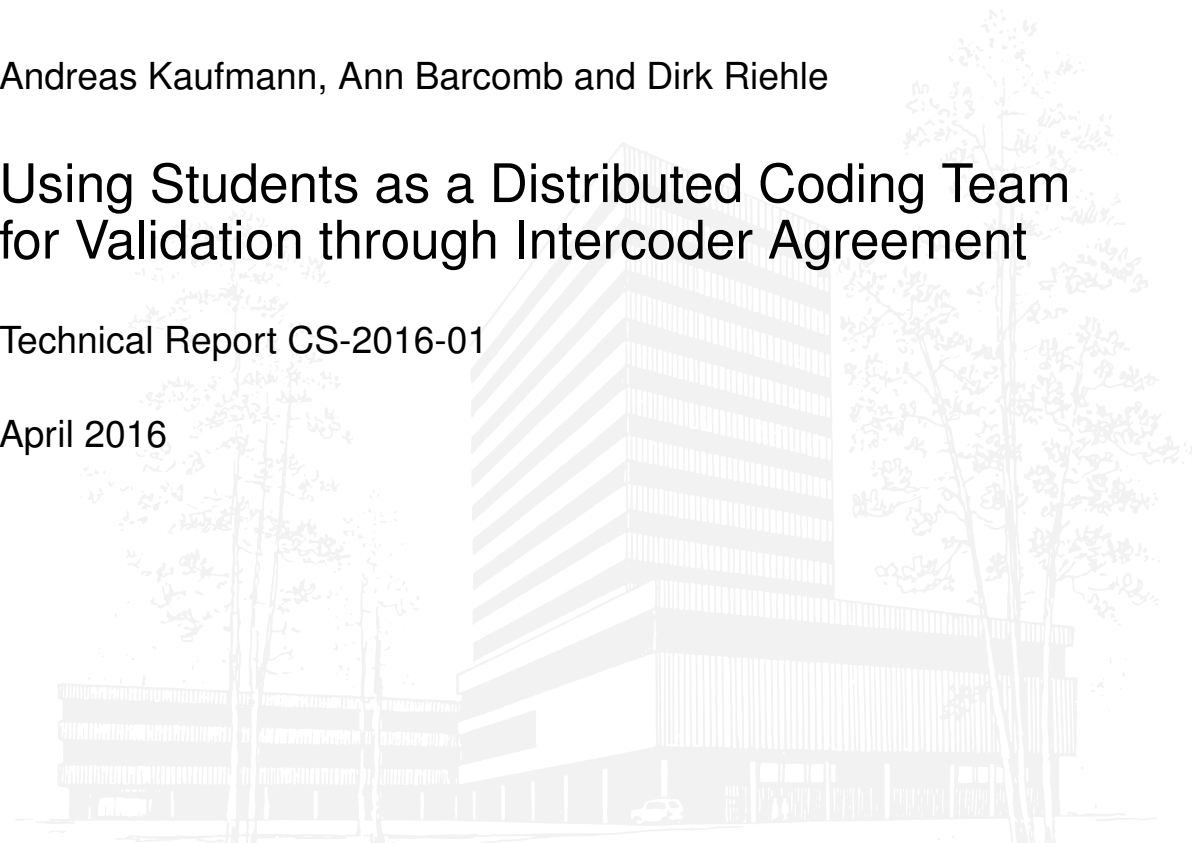 Andreas Kaufmann, Ann Barcomb and Dirk Riehle
Using Students as a Distributed Coding Team
for Validation through Intercoder Agreement
Technical Report CS-2016-01
April 2016